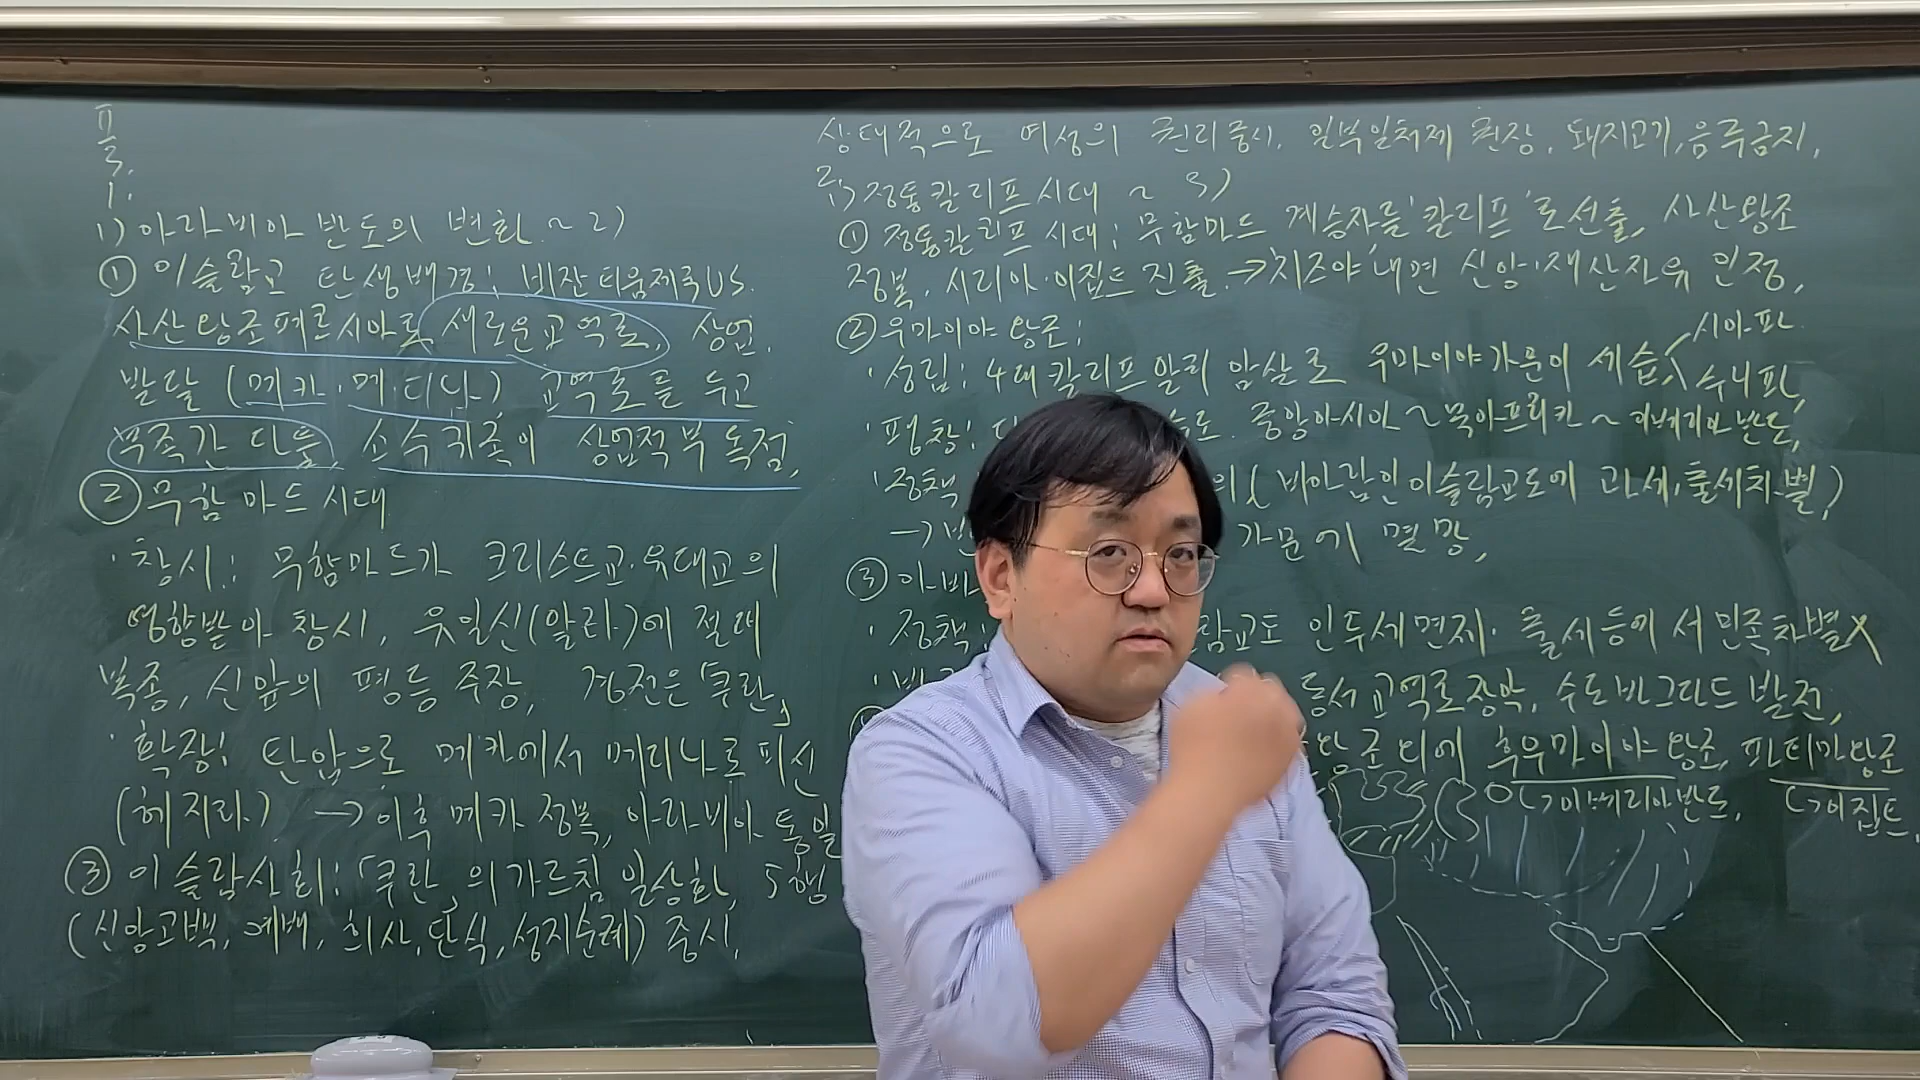 Ⅱ
3.
1.
1) 아라비아 반도의 변화 ~ 2)
① 이슬람교 탄생배경: 비잔티움제국 VS.
사산왕조페르시아로 새로운교역로, 상업
발달 (메카·메디나), 교역로를 두고
부족간 다툼, 소수귀족이 상업적 부 독점,
② 무함마드 시대
·창시: 무함마드가 크리스트교·유대교의
영향받아 창시, 유일신(알라)에 절대
복종, 신앞의 평등 주장, 경전은「쿠란」
·확장: 탄압으로 메카에서 메디나로 피신
(헤지라) → 이후 메카 정복, 아라비아 통일
③ 이슬람사회:「쿠란」의 가르침 일상화, 5행
(신앙고백, 예배, 희사, 단식, 성지순례) 중시,
상대적으로 여성의 권리중시, 일부일처제 권장, 돼지고기,음주금지,
2. 1) 정통칼리프시대 ~ 3)
① 정통칼리프 시대: 무함마드 계승자를 '칼리프'로 선출, 사산왕조
정복, 시리아·이집트 진출.→'지즈야'내면 신앙·재산자유 인정,
② 우마이야 왕조:
·성립: 4대 칼리프 알리 암살로 우마이야가문이 세습,
시아파
수니파,
·팽창: 중앙아시아 ~ 북아프리카 ~ 이베리아 반도,
·정책 의( 비아랍인이슬람교도에 과세, 출세차별)
→ 가문이 멸망,
③ 아바
·정책: 람교도 인두세면제· 출세등에서 민족차별X
동서 교역로장악, 수도 바그다드 발전,
후우마이야 왕조, 파티마왕조
(→이베리아반도, (→이집트,